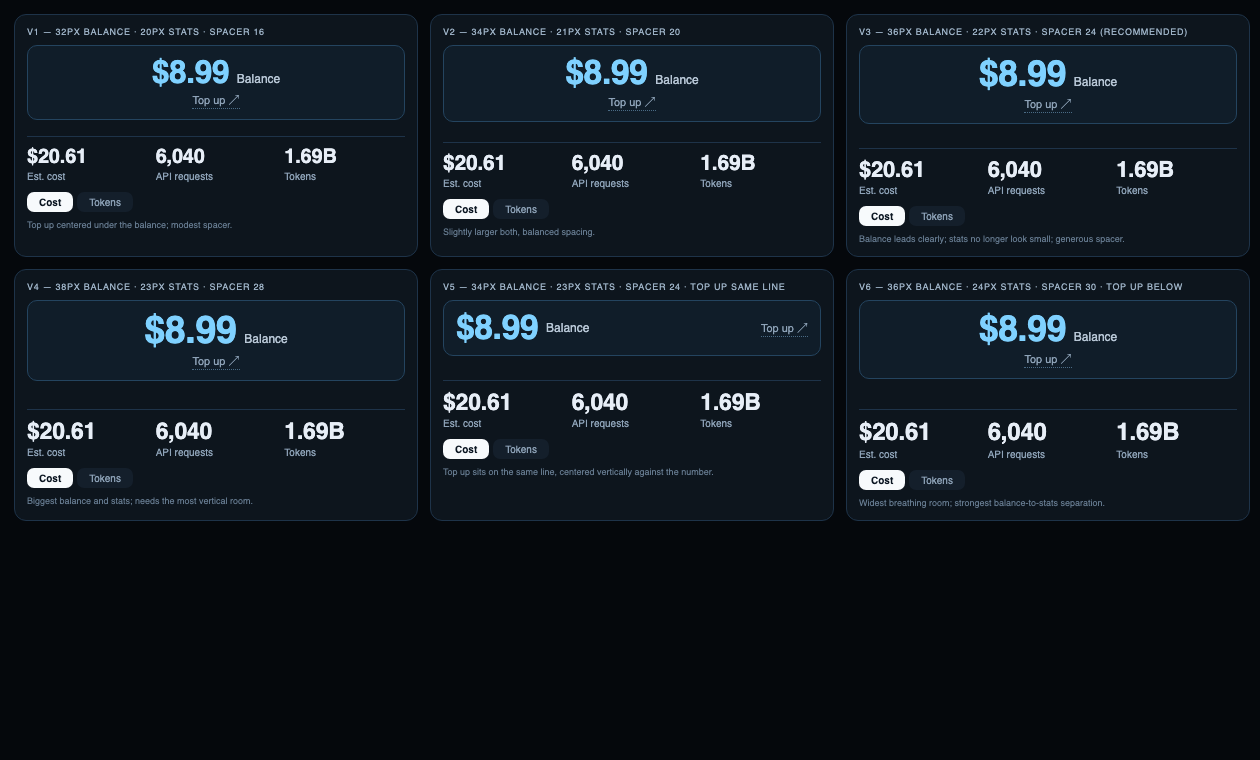 V1 — 32PX BALANCE · 20PX STATS · SPACER 16
$8.99 Balance
Top up ↗
$20.61 6,040 1.69B
Est. cost API requests Tokens
Cost Tokens
Top up centered under the balance; modest spacer.
V2 — 34PX BALANCE · 21PX STATS · SPACER 20
$8.99 Balance
Top up ↗
$20.61 6,040 1.69B
Est. cost API requests Tokens
Cost Tokens
Slightly larger both, balanced spacing.
V3 — 36PX BALANCE · 22PX STATS · SPACER 24 (RECOMMENDED)
$8.99 Balance
Top up ↗
$20.61 6,040 1.69B
Est. cost API requests Tokens
Cost Tokens
Balance leads clearly; stats no longer look small; generous spacer.
V4 — 38PX BALANCE · 23PX STATS · SPACER 28
$8.99 Balance
Top up ↗
$20.61 6,040 1.69B
Est. cost API requests Tokens
Cost Tokens
Biggest balance and stats; needs the most vertical room.
V5 — 34PX BALANCE · 23PX STATS · SPACER 24 · TOP UP SAME LINE
$8.99 Balance Top up ↗
$20.61 6,040 1.69B
Est. cost API requests Tokens
Cost Tokens
Top up sits on the same line, centered vertically against the number.
V6 — 36PX BALANCE · 24PX STATS · SPACER 30 · TOP UP BELOW
$8.99 Balance
Top up ↗
$20.61 6,040 1.69B
Est. cost API requests Tokens
Cost Tokens
Widest breathing room; strongest balance-to-stats separation.